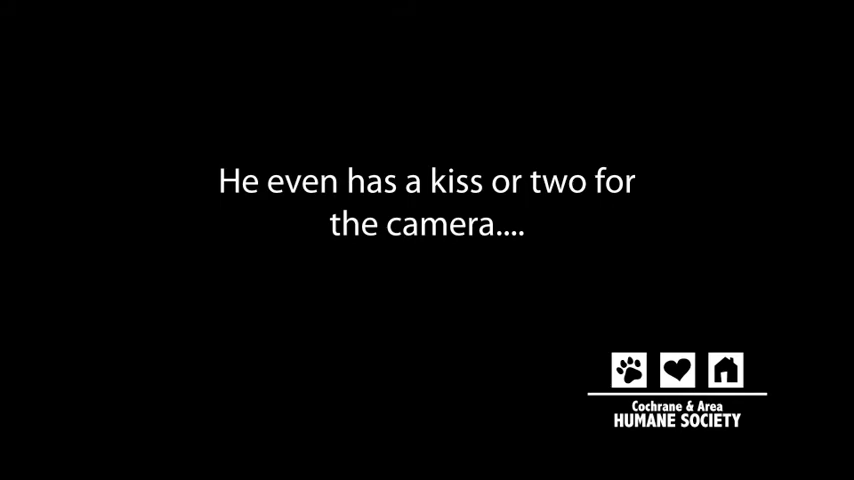 He even has a kiss or two for
the camera....
Cochrane & Area
HUMANE SOCIETY